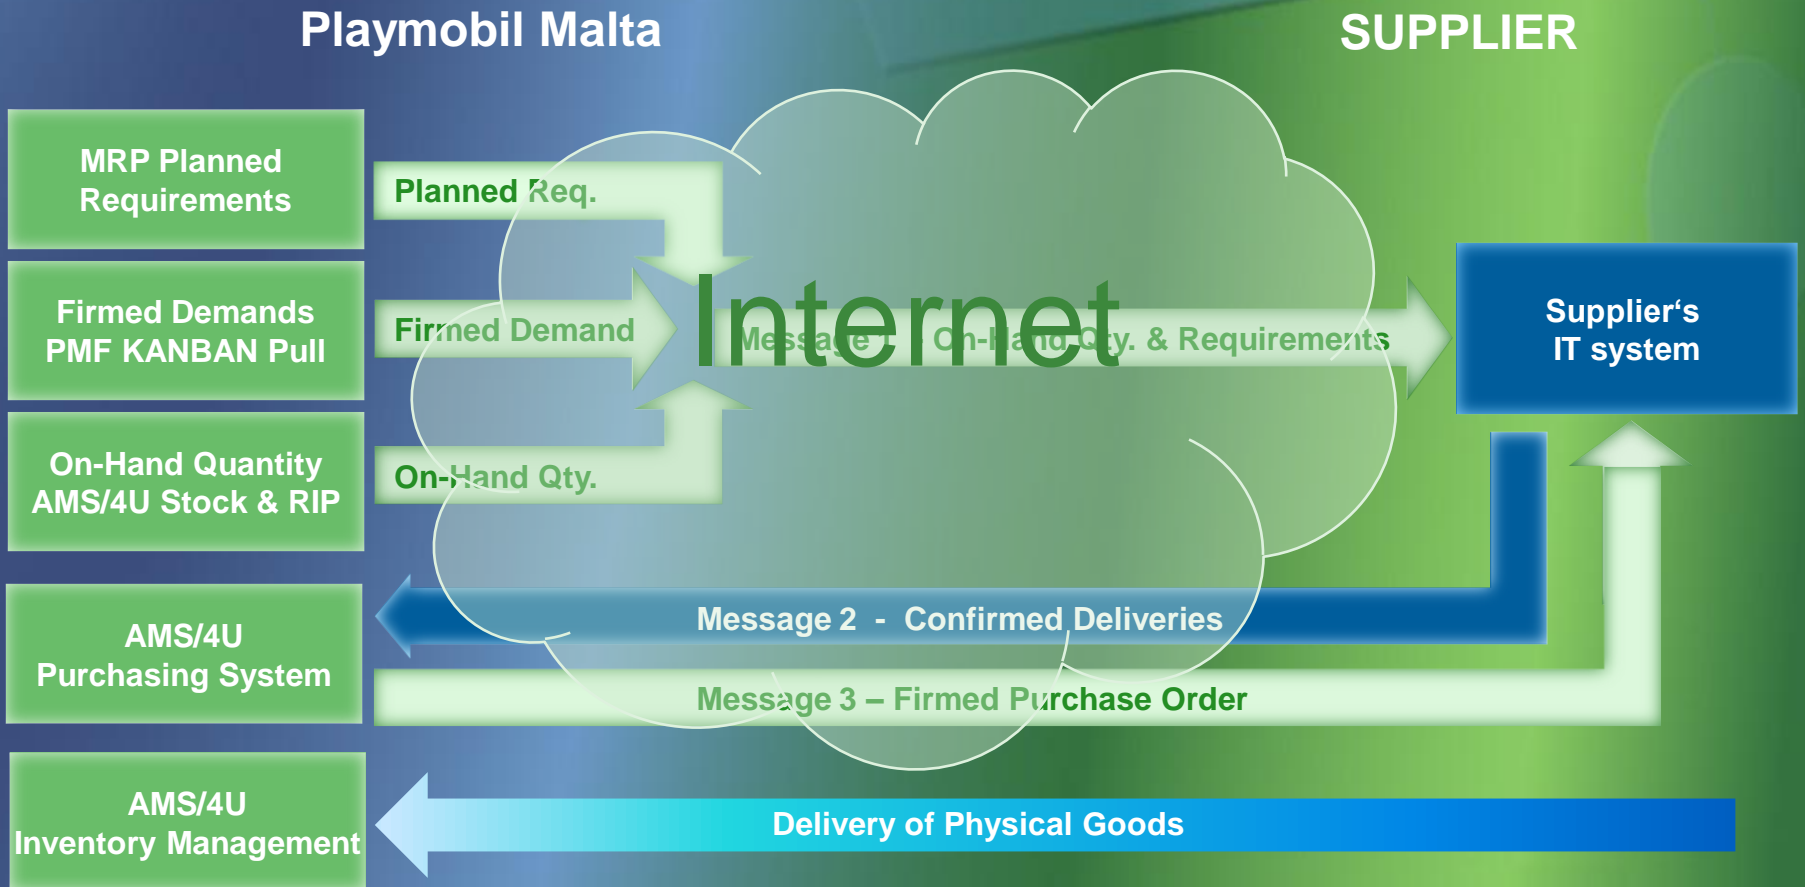 Playmobil Malta
SUPPLIER
MRP Planned
Requirements
Planned Req.
Firmed Demands
PMF KANBAN Pull
Firmed Demand
Internet
Message 1 - On-Hand Qty. & Requirements
Supplier‘s
IT system
On-Hand Quantity
AMS/4U Stock & RIP
On-Hand Qty.
AMS/4U
Purchasing System
Message 2 - Confirmed Deliveries
Message 3 – Firmed Purchase Order
AMS/4U
Inventory Management
Delivery of Physical Goods